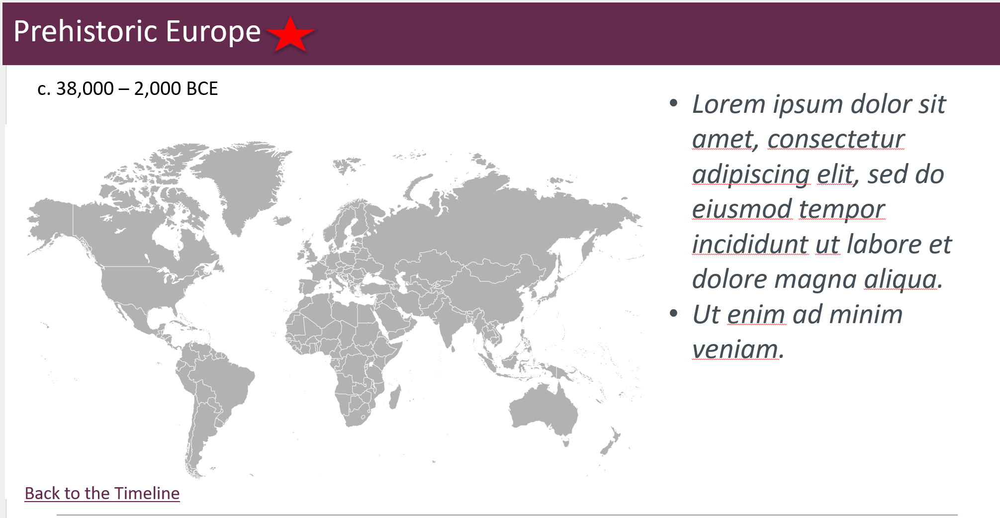 Prehistoric Europe
c. 38,000 – 2,000 BCE
• Lorem ipsum dolor sit
amet, consectetur
adipiscing elit, sed do
eiusmod tempor
incididunt ut labore et
dolore magna aliqua.
• Ut enim ad minim
veniam.
Back to the Timeline